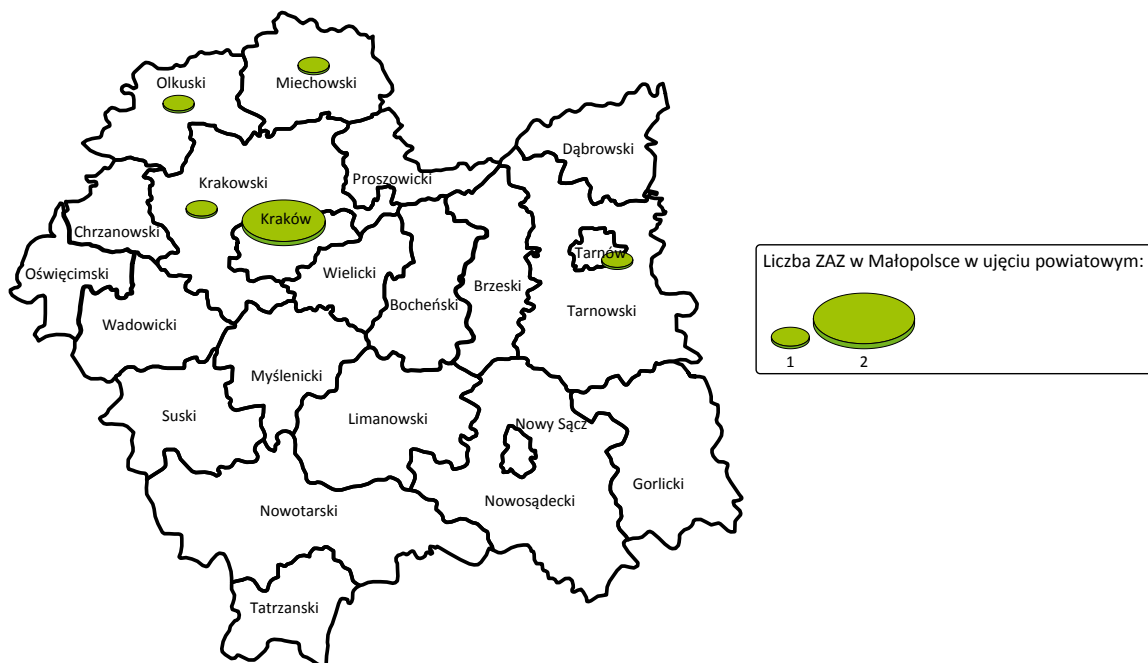 Olkuski
Miechowski
Dąbrowski
Krakowski
Proszowicki
Kraków
Chrzanowski
Tarnów
Oświęcimski
Wielicki
Bocheński
Brzeski
Tarnowski
Wadowicki
Myślenicki
Suski
Limanowski
Nowy Sącz
Gorlicki
Nowosądecki
Nowotarski
Tatrzanski
Liczba ZAZ w Małopolsce w ujęciu powiatowym:
1
2